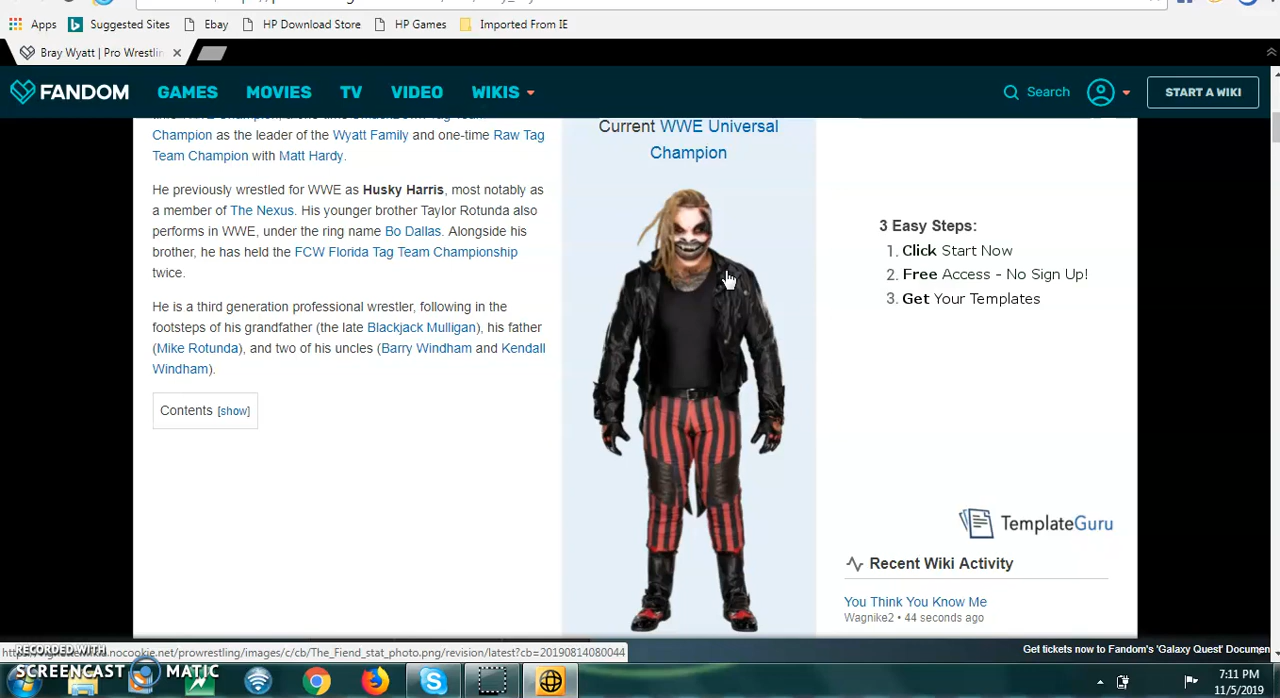 Apps Suggested Sites Ebay HP Download Store HP Games Imported From IE
Bray Wyatt | Pro Wrestlin
FANDOM GAMES MOVIES TV VIDEO WIKIS Search START A WIKI
Champion as the leader of the Wyatt Family and one-time Raw Tag
Team Champion with Matt Hardy.
He previously wrestled for WWE as Husky Harris, most notably as
a member of The Nexus. His younger brother Taylor Rotunda also
performs in WWE, under the ring name Bo Dallas. Alongside his
brother, he has held the FCW Florida Tag Team Championship
twice.
He is a third generation professional wrestler, following in the
footsteps of his grandfather (the late Blackjack Mulligan), his father
(Mike Rotunda), and two of his uncles (Barry Windham and Kendall
Windham).
Contents [show]
Current WWE Universal
Champion
3 Easy Steps:
1. Click Start Now
2. Free Access - No Sign Up!
3. Get Your Templates
TemplateGuru
Recent Wiki Activity
You Think You Know Me
Wagnike2 • 44 seconds ago
nocookie.net/prowrestling/images/c/cb/The_Fiend_stat_photo.png/revision/latest?cb=20190814080044
Get tickets now to Fandom's 'Galaxy Quest' Documen
RECORDED WITH
SCREENCAST MATIC
7:11 PM
11/5/2019